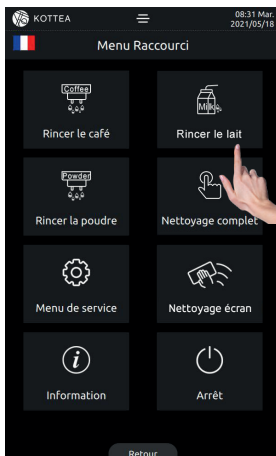 KOTTEA
08:31 Mar.
2021/05/18
Menu Raccourci
Coffee
Milk
Rincer le café
Rincer le lait
Powder
Rincer la poudre
Nettoyage complet
Menu de service
Nettoyage écran
Information
Arrêt
Retour